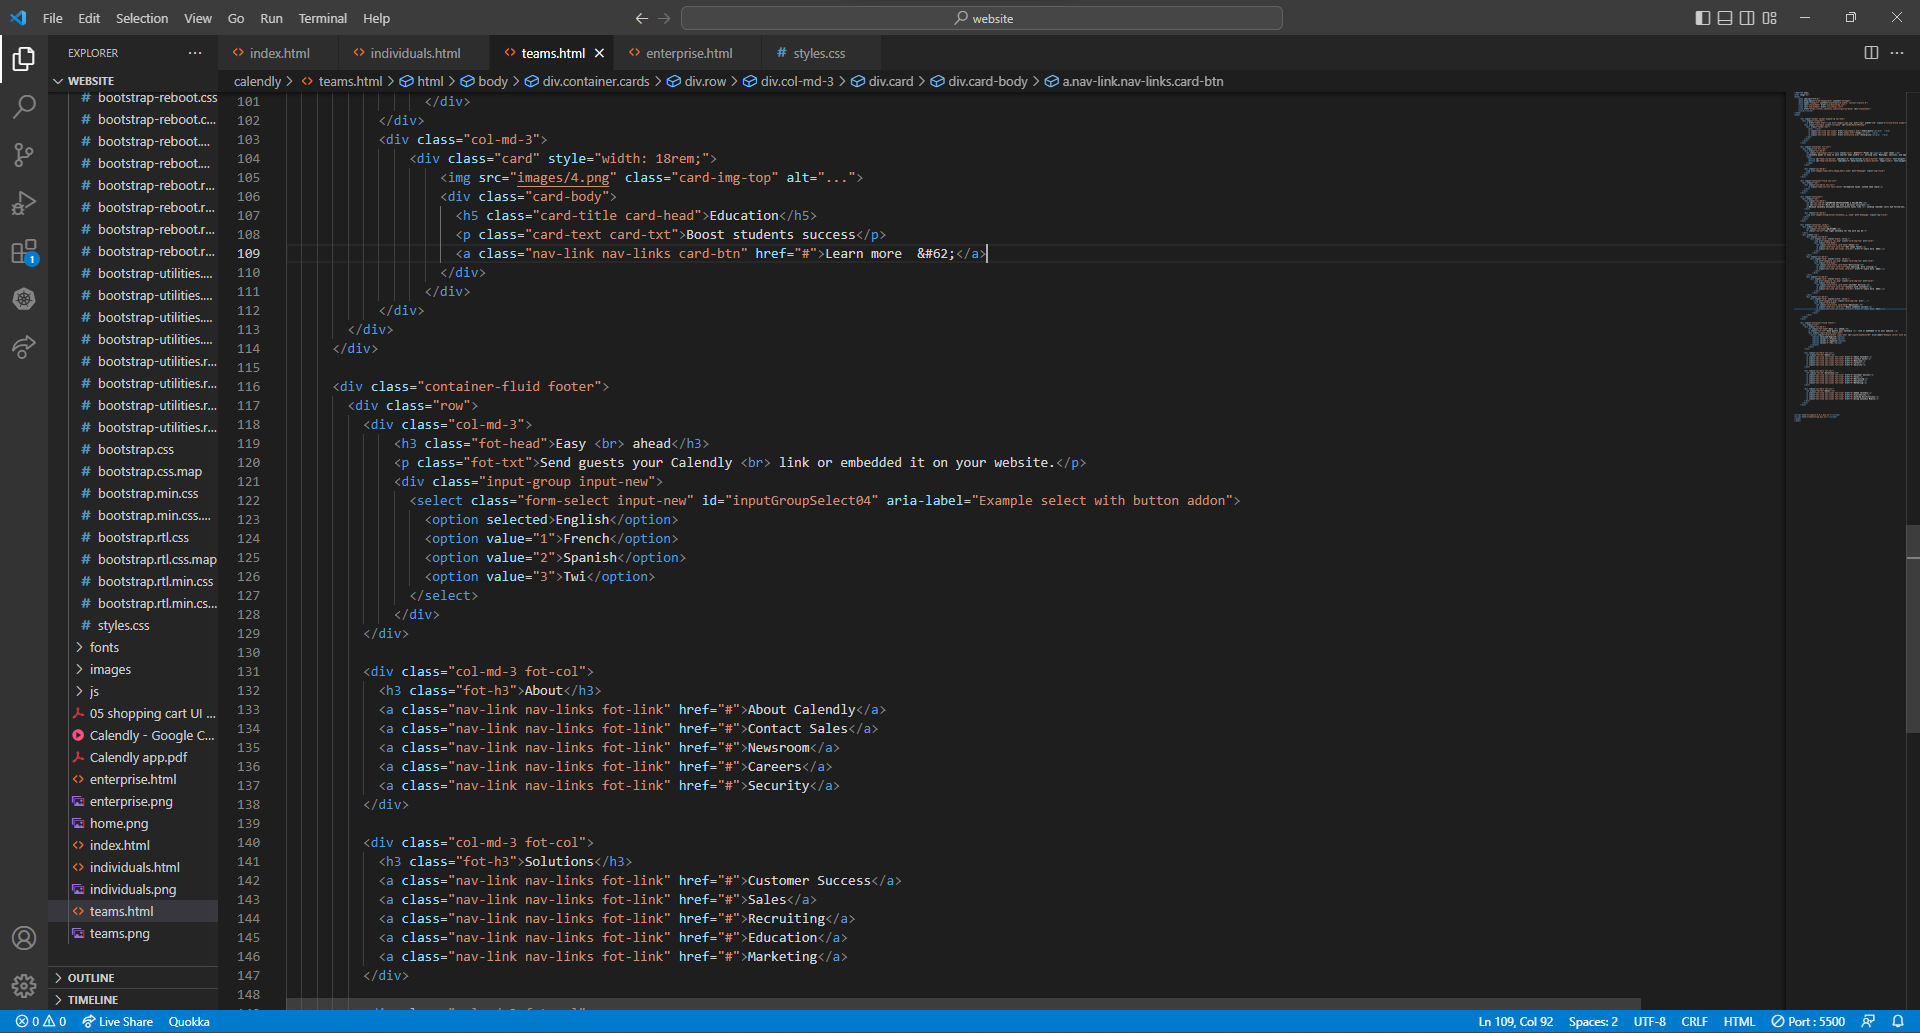 File Edit Selection View Go Run Terminal Help
website
EXPLORER
index.html
individuals.html
teams.html
enterprise.html
# styles.css
WEBSITE
calendly > teams.html > html > body > div.container.cards > div.row > div.col-md-3 > div.card > div.card-body > a.nav-link.nav-links.card-btn
# bootstrap-reboot.css
# bootstrap-reboot.c...
# bootstrap-reboot....
# bootstrap-reboot....
# bootstrap-reboot.r...
# bootstrap-reboot.r...
# bootstrap-reboot.r...
# bootstrap-reboot.r...
# bootstrap-utilities....
# bootstrap-utilities....
# bootstrap-utilities....
# bootstrap-utilities....
# bootstrap-utilities.r...
# bootstrap-utilities.r...
# bootstrap-utilities.r...
# bootstrap-utilities.r...
# bootstrap.css
# bootstrap.css.map
# bootstrap.min.css
# bootstrap.min.css....
# bootstrap.rtl.css
# bootstrap.rtl.css.map
# bootstrap.rtl.min.css
# bootstrap.rtl.min.cs...
# styles.css
> fonts
> images
> js
05 shopping cart UI ...
Calendly - Google C...
Calendly app.pdf
enterprise.html
enterprise.png
home.png
index.html
individuals.html
individuals.png
teams.html
teams.png
> OUTLINE
> TIMELINE
1
101 </div>
102 </div>
103 <div class="col-md-3">
104 <div class="card" style="width: 18rem;">
105 <img src="images/4.png" class="card-img-top" alt="...">
106 <div class="card-body">
107 <h5 class="card-title card-head">Education</h5>
108 <p class="card-text card-txt">Boost students success</p>
109 <a class="nav-link nav-links card-btn" href="#">Learn more  &#62;</a>
110 </div>
111 </div>
112 </div>
113 </div>
114 </div>
115
116 <div class="container-fluid footer">
117 <div class="row">
118 <div class="col-md-3">
119 <h3 class="fot-head">Easy <br> ahead</h3>
120 <p class="fot-txt">Send guests your Calendly <br> link or embedded it on your website.</p>
121 <div class="input-group input-new">
122 <select class="form-select input-new" id="inputGroupSelect04" aria-label="Example select with button addon">
123 <option selected>English</option>
124 <option value="1">French</option>
125 <option value="2">Spanish</option>
126 <option value="3">Twi</option>
127 </select>
128 </div>
129 </div>
130
131 <div class="col-md-3 fot-col">
132 <h3 class="fot-h3">About</h3>
133 <a class="nav-link nav-links fot-link" href="#">About Calendly</a>
134 <a class="nav-link nav-links fot-link" href="#">Contact Sales</a>
135 <a class="nav-link nav-links fot-link" href="#">Newsroom</a>
136 <a class="nav-link nav-links fot-link" href="#">Careers</a>
137 <a class="nav-link nav-links fot-link" href="#">Security</a>
138 </div>
139
140 <div class="col-md-3 fot-col">
141 <h3 class="fot-h3">Solutions</h3>
142 <a class="nav-link nav-links fot-link" href="#">Customer Success</a>
143 <a class="nav-link nav-links fot-link" href="#">Sales</a>
144 <a class="nav-link nav-links fot-link" href="#">Recruiting</a>
145 <a class="nav-link nav-links fot-link" href="#">Education</a>
146 <a class="nav-link nav-links fot-link" href="#">Marketing</a>
147 </div>
148
0 0 Live Share Quokka
Ln 109, Col 92 Spaces: 2 UTF-8 CRLF HTML Port : 5500